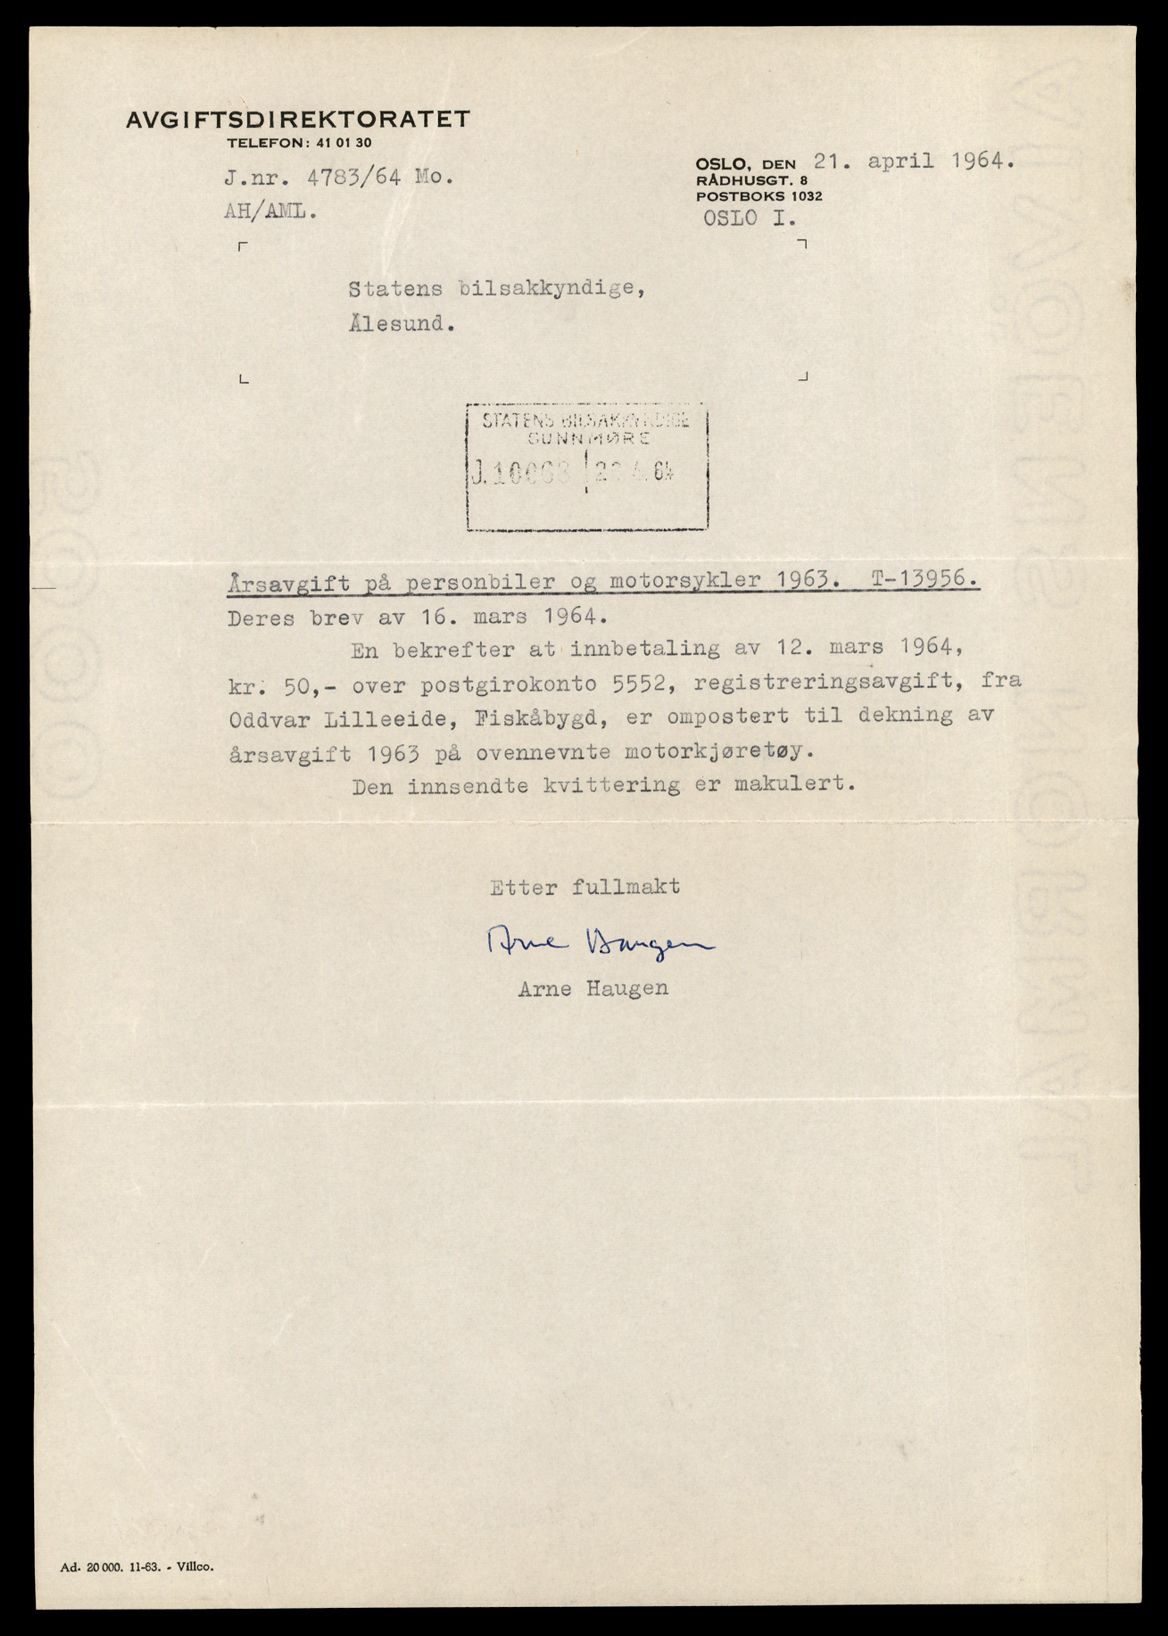 AVGIFTSDIREKTORATET
TELEFON: 41 01 30
J.nr. 4783/64 Mo.
AH/AML.
OSLO, DEN 21. april 1964.
RÅDHUSGT. 8
POSTBOKS 1032
OSLO I.
Statens bilsakkyndige,
Ålesund.
STATENS BILSAKKYNDIGE
SUNNMØRE
Årsavgift på personbiler og motorsykler 1963. T-13956.
Deres brev av 16. mars 1964.
En bekrefter at innbetaling av 12. mars 1964,
kr. 50,- over postgirokonto 5552, registreringsavgift, fra
Oddvar Lilleeide, Fiskåbygd, er ompostert til dekning av
årsavgift 1963 på ovennevnte motorkjøretøy.
Den innsendte kvittering er makulert.
Etter fullmakt
Arne Haugen
Arne Haugen
Ad. 20 000. 11-63. - Villco.